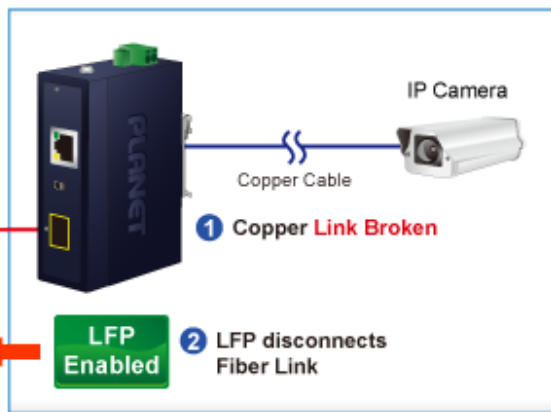 PLANET
IP Camera
Copper Cable
1 Copper Link Broken
LFP
Enabled
2 LFP disconnects
Fiber Link